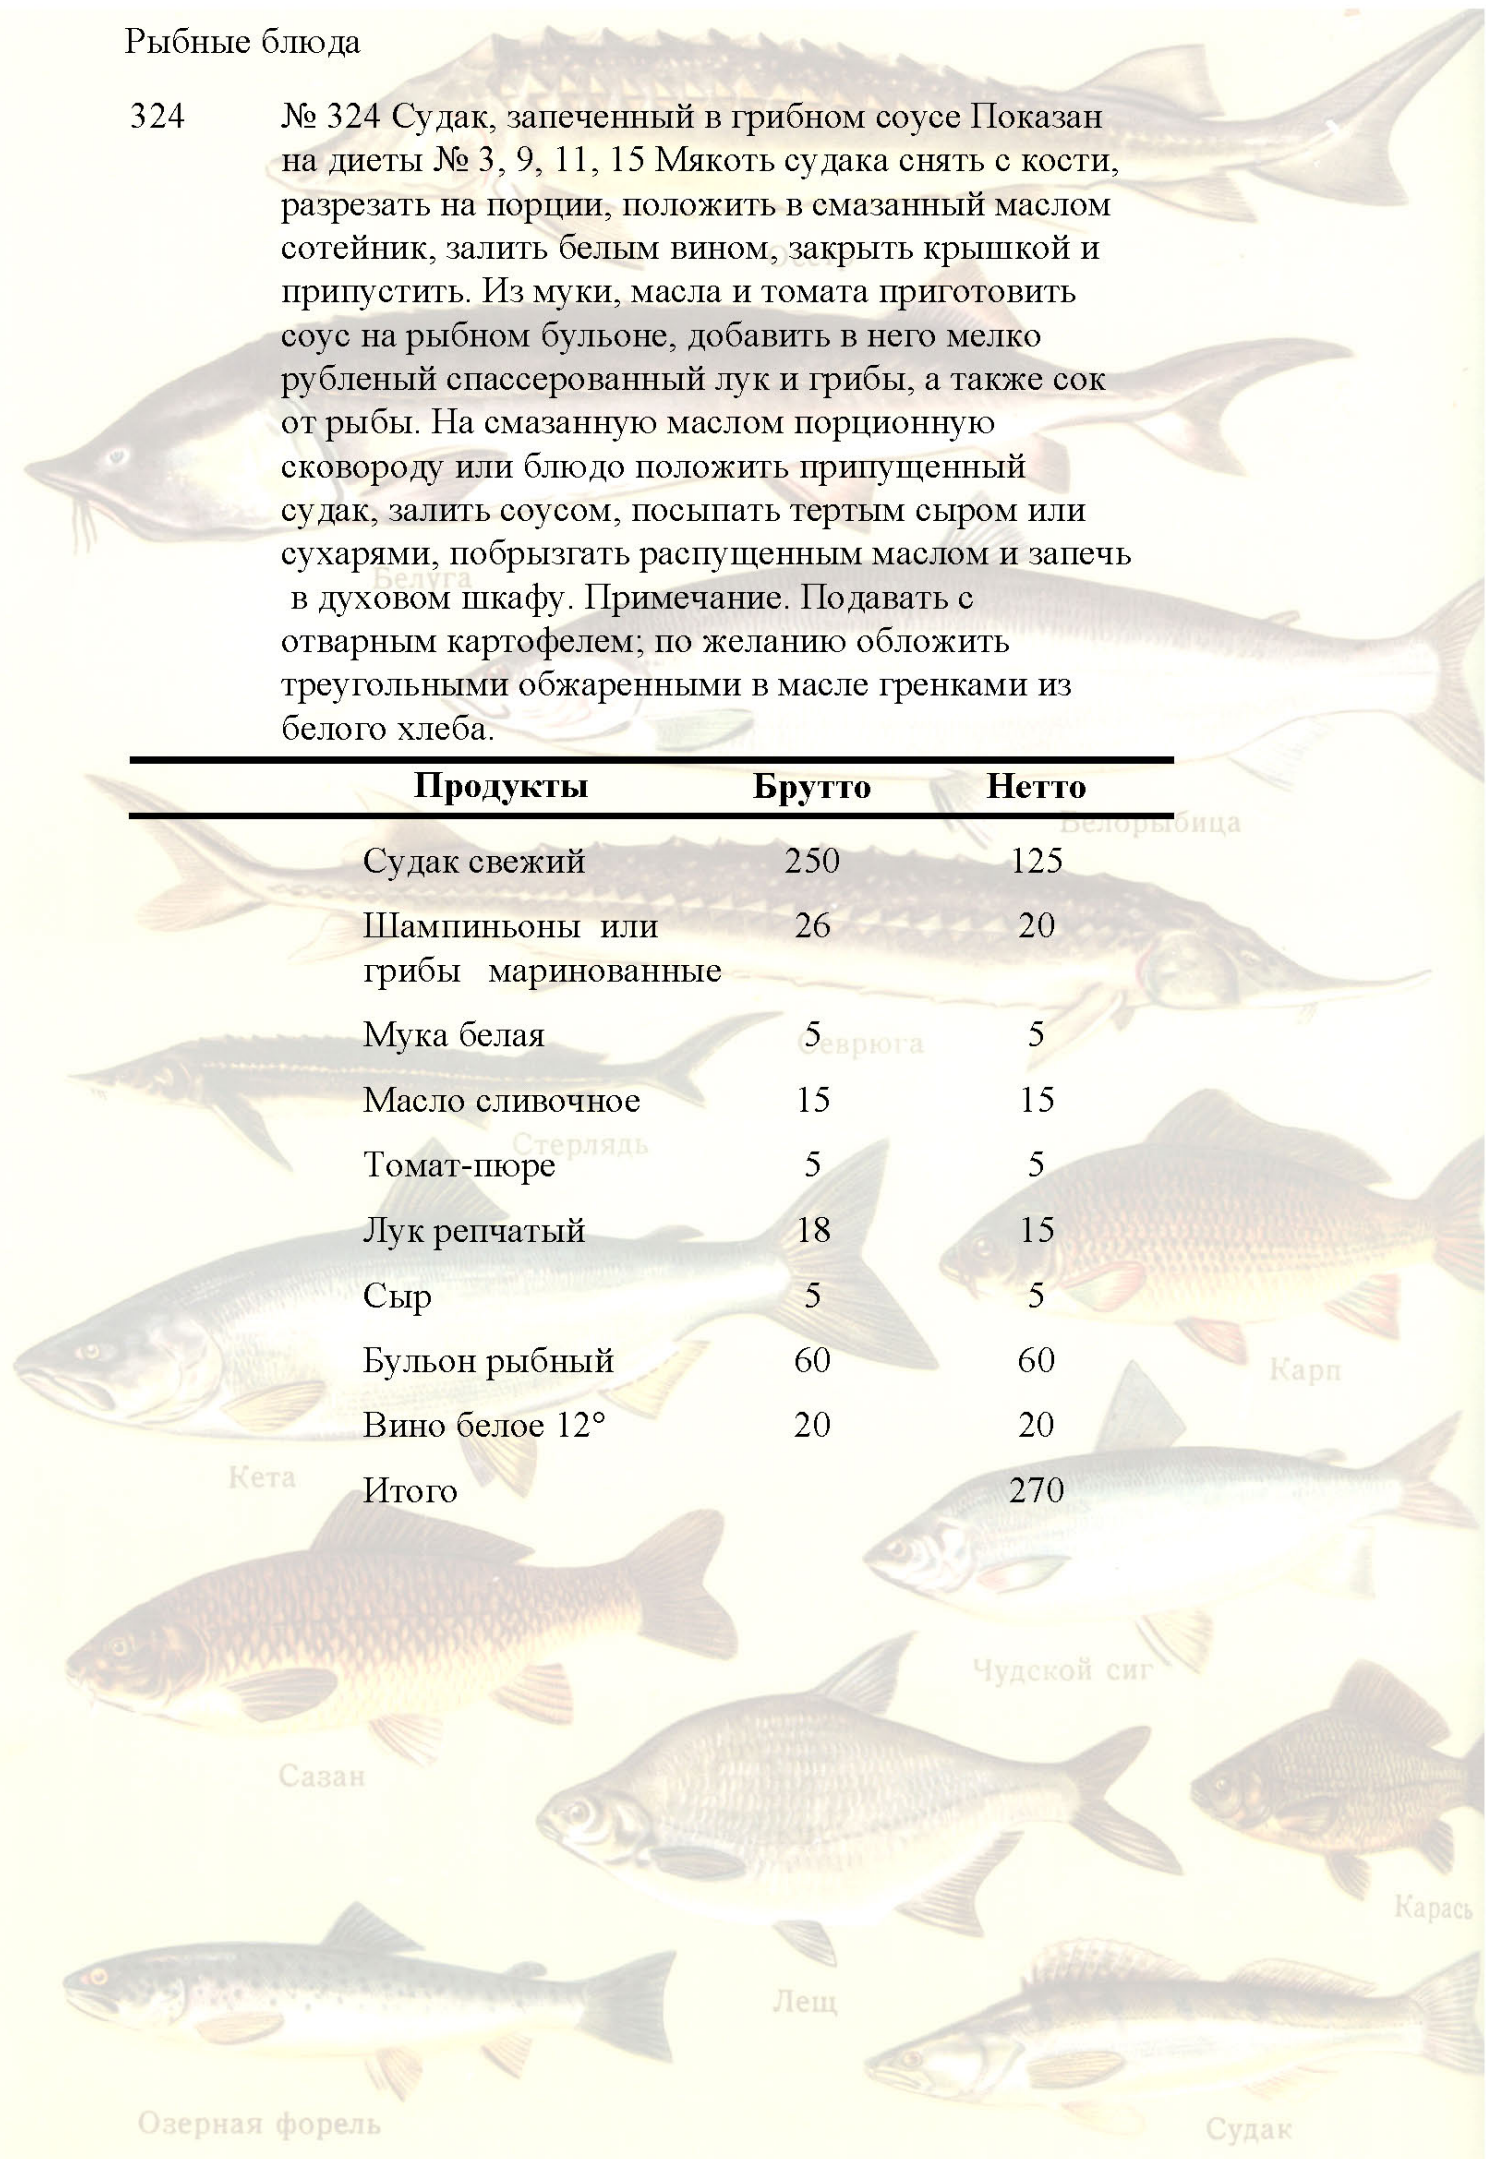 Рыбные блюда
324 № 324 Судак, запеченный в грибном соусе Показан
на диеты № 3, 9, 11, 15 Мякоть судака снять с кости,
разрезать на порции, положить в смазанный маслом
сотейник, залить белым вином, закрыть крышкой и
припустить. Из муки, масла и томата приготовить
соус на рыбном бульоне, добавить в него мелко
рубленый спассерованный лук и грибы, а также сок
от рыбы. На смазанную маслом порционную
сковороду или блюдо положить припущенный
судак, залить соусом, посыпать тертым сыром или
сухарями, побрызгать распущенным маслом и запечь
в духовом шкафу. Примечание. Подавать с
отварным картофелем; по желанию обложить
треугольными обжаренными в масле гренками из
белого хлеба.
Продукты Брутто Нетто
Судак свежий 250 125
Шампиньоны или 26 20
грибы маринованные
Мука белая 5 5
Масло сливочное 15 15
Томат-пюре 5 5
Лук репчатый 18 15
Сыр 5 5
Бульон рыбный 60 60
Вино белое 12° 20 20
Итого 270
Белуга
Белорыбица
Севрюга
Стерлядь
Карп
Кета
Чудской сиг
Сазан
Карась
Лещ
Озерная форель
Судак